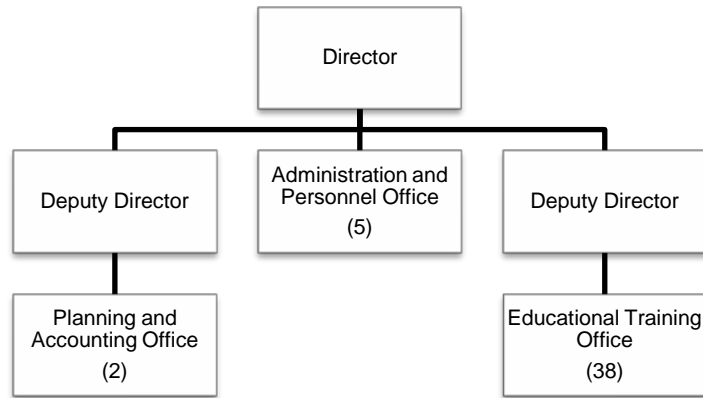 Director
Deputy Director
Administration and
Personnel Office
(5)
Deputy Director
Planning and
Accounting Office
(2)
Educational Training
Office
(38)